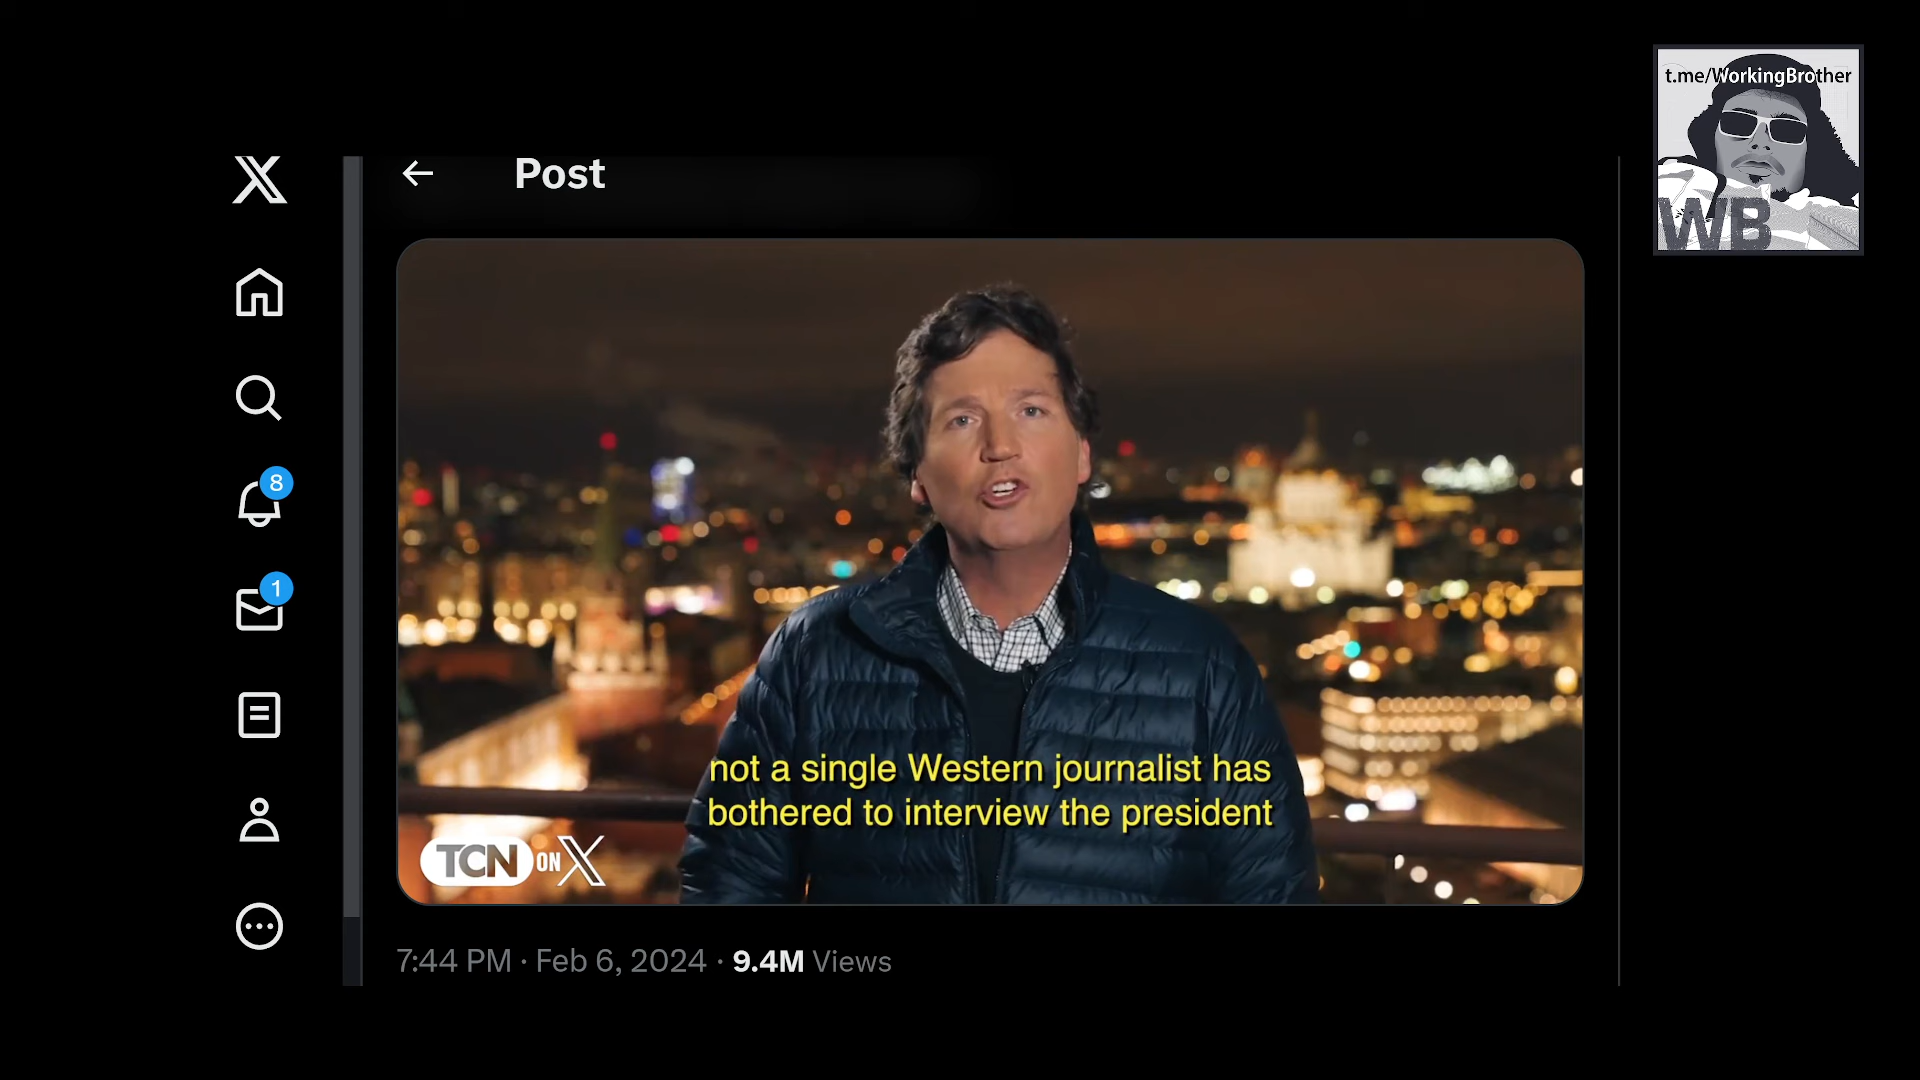 t.me/WorkingBrother
WB
X
Post
8
1
not a single Western journalist has
bothered to interview the president
TCN ON X
7:44 PM · Feb 6, 2024 · 9.4M Views